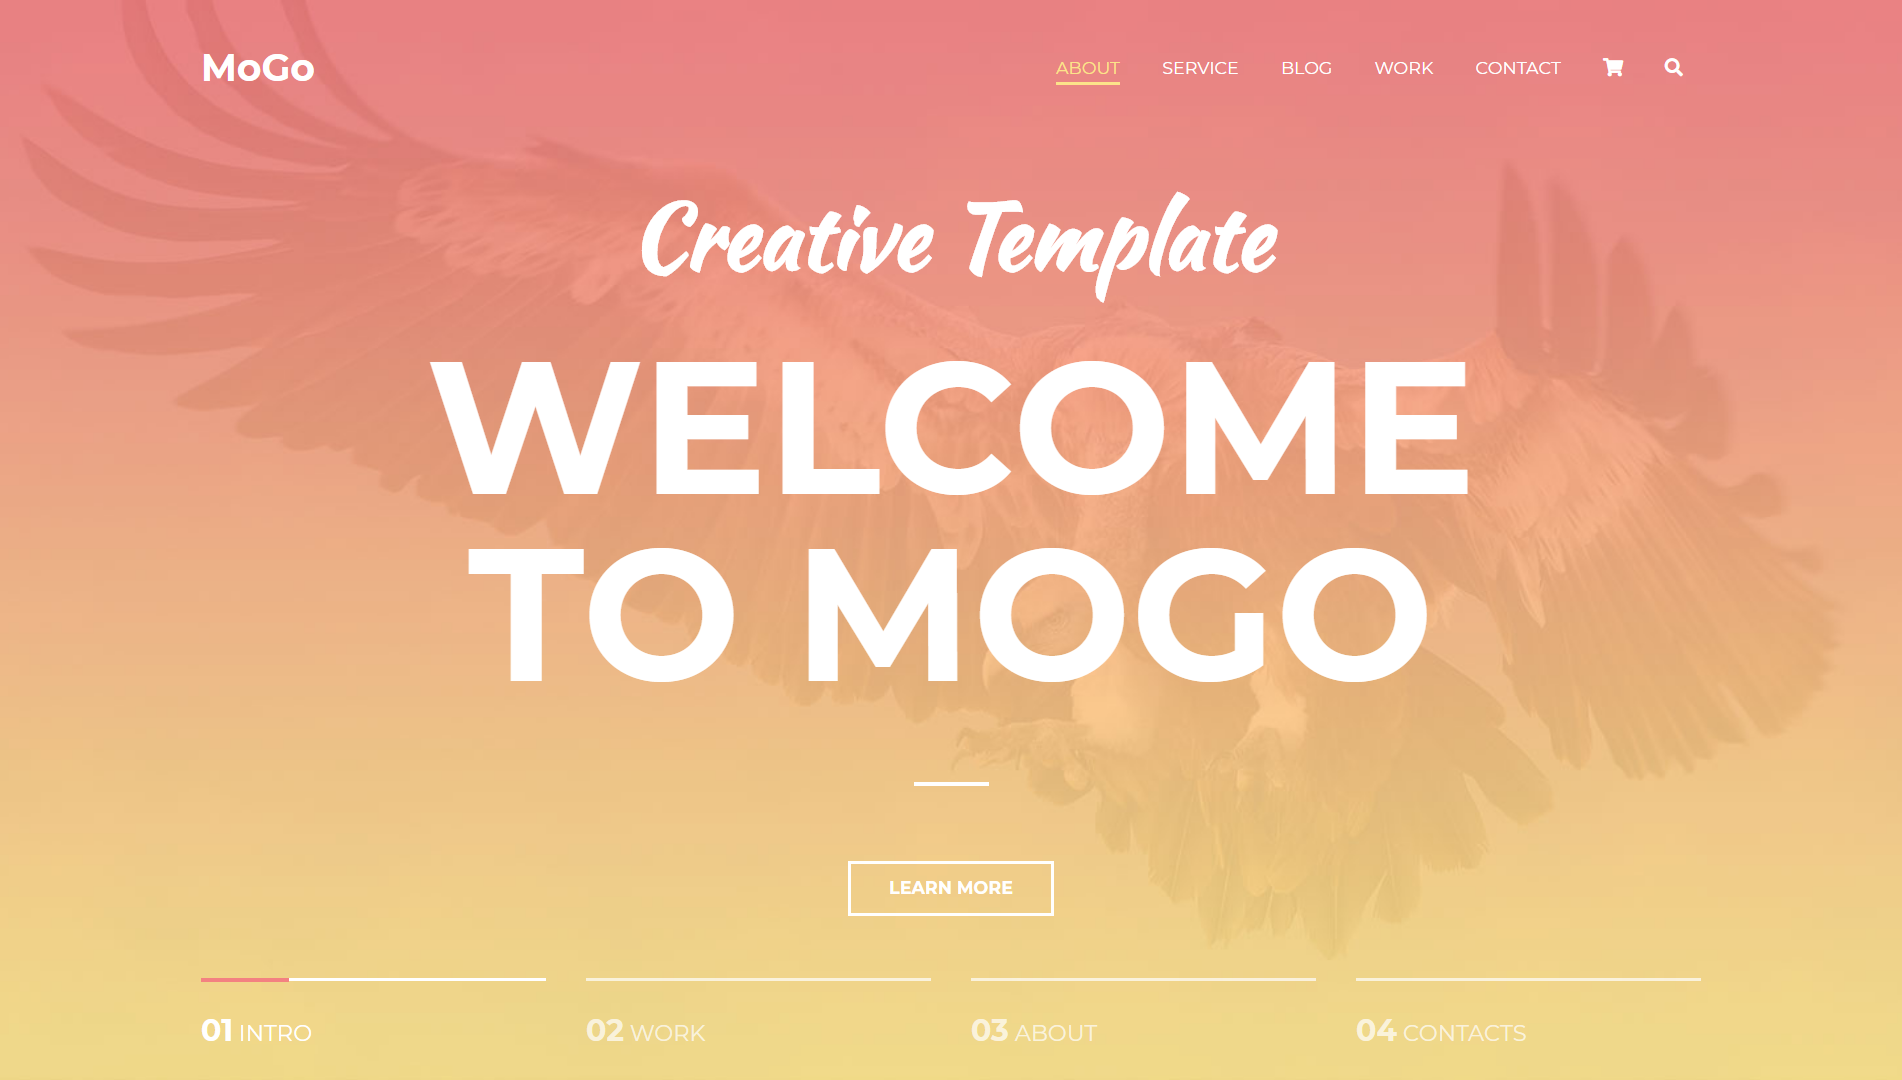 MoGo
ABOUT SERVICE BLOG WORK CONTACT
Creative Template
WELCOME
TO MOGO
LEARN MORE
01 INTRO
02 WORK
03 ABOUT
04 CONTACTS